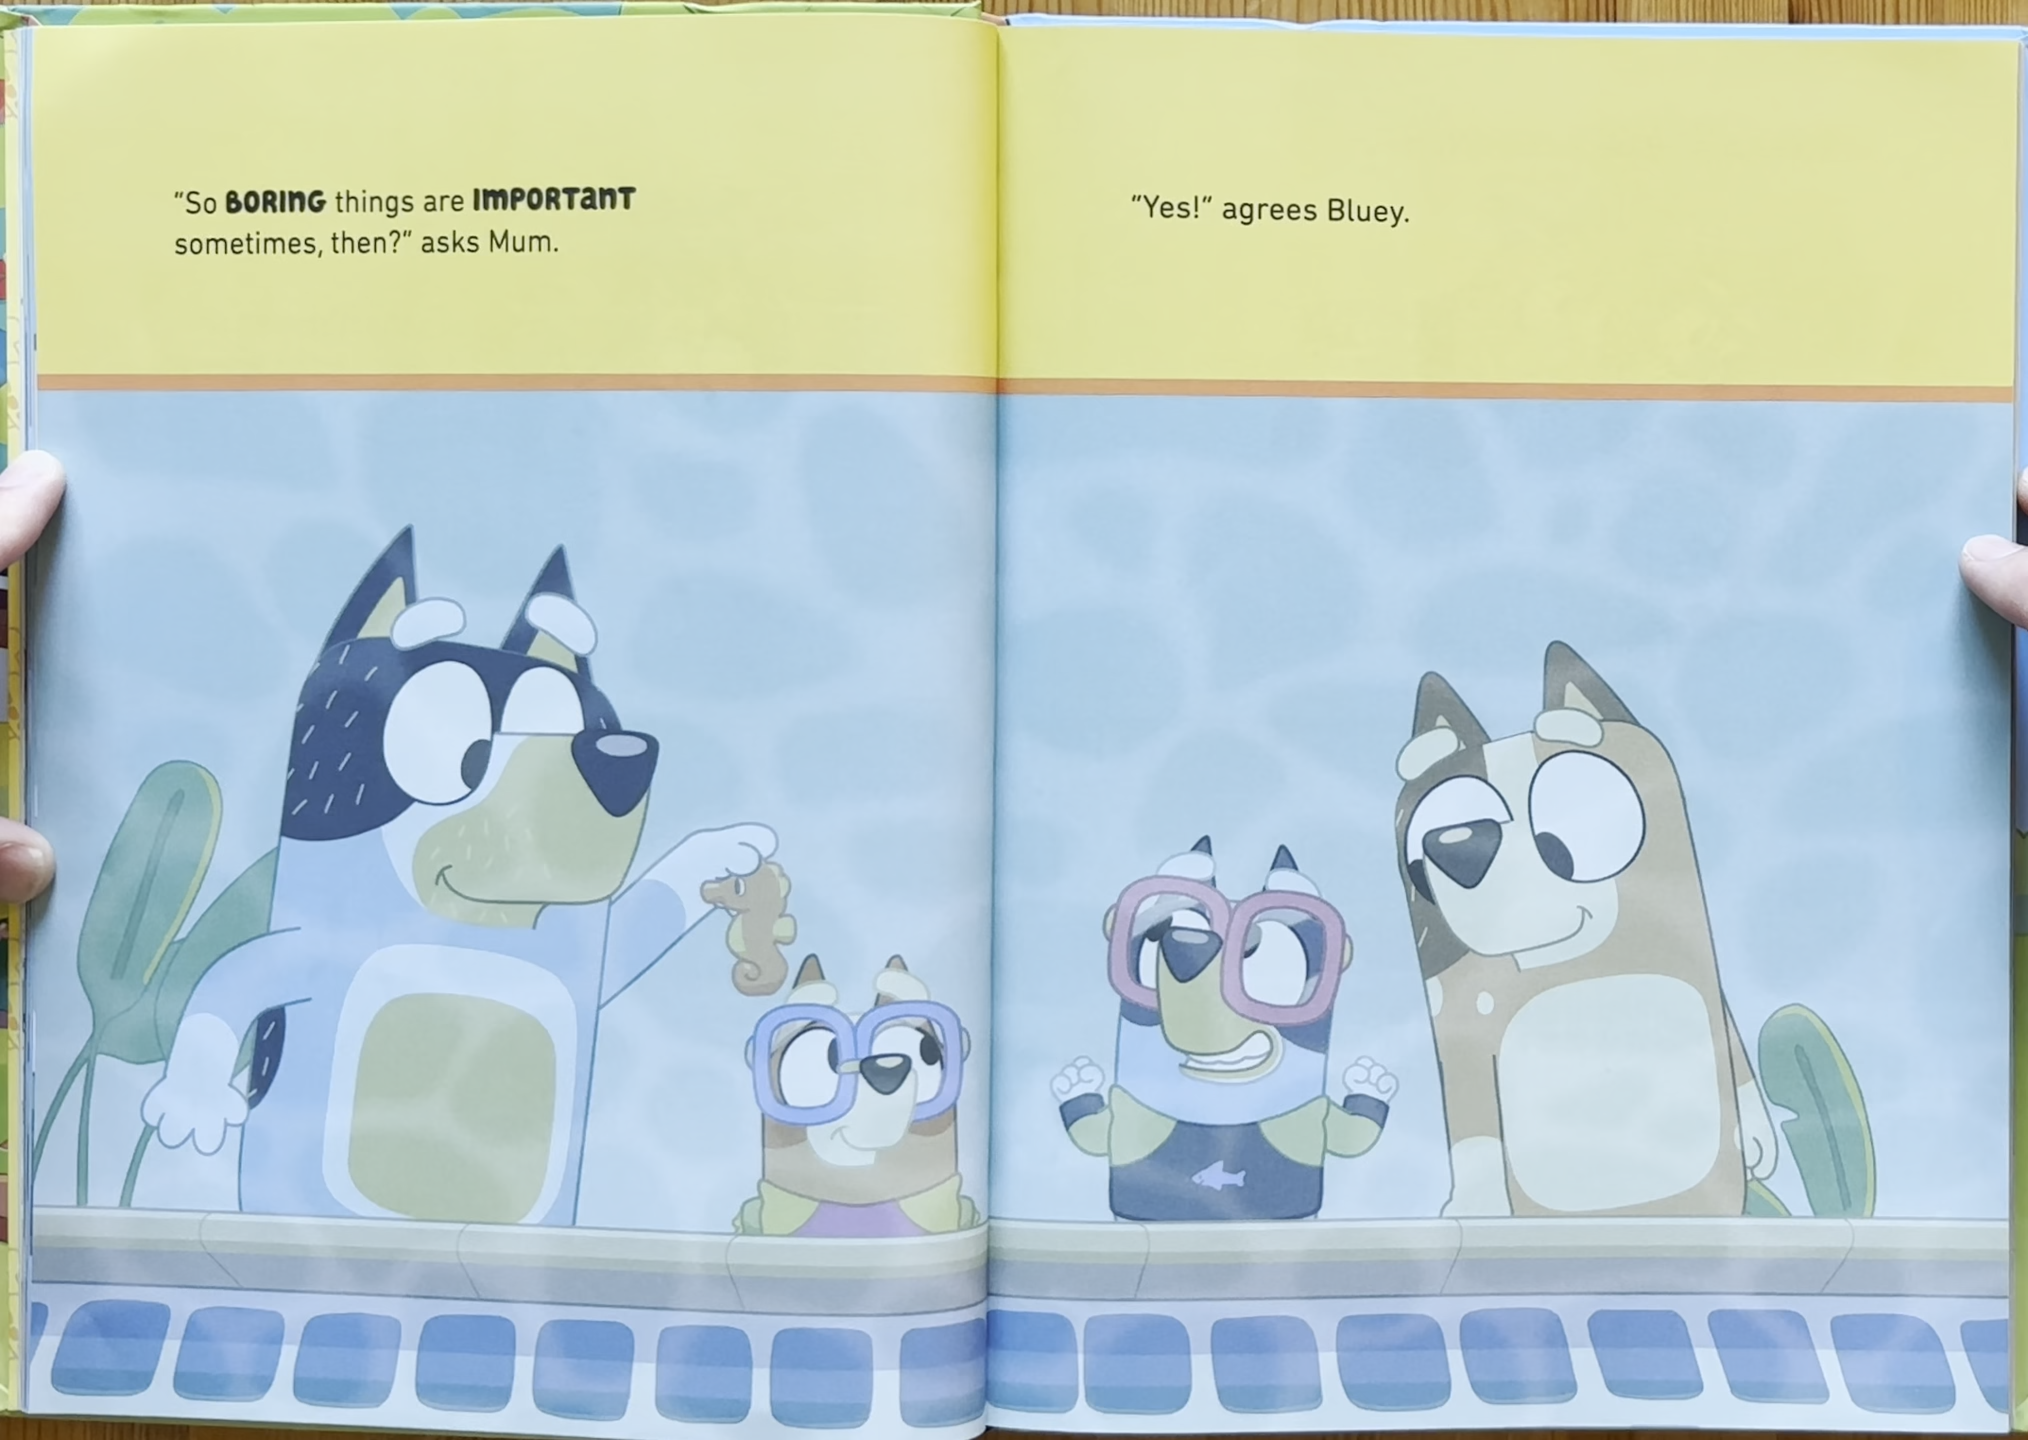 "So BORING things are IMPORTANT
sometimes, then?" asks Mum.
"Yes!" agrees Bluey.